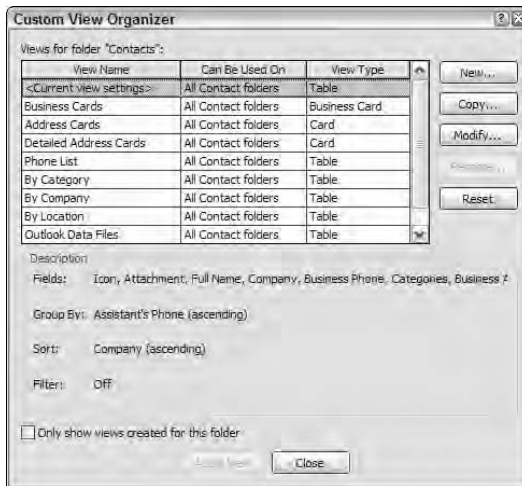 Custom View Organizer
Views for folder "Contacts":
View Name Can Be Used On View Type
<Current view settings> All Contact folders Table
Business Cards All Contact folders Business Card
Address Cards All Contact folders Card
Detailed Address Cards All Contact folders Card
Phone List All Contact folders Table
By Category All Contact folders Table
By Company All Contact folders Table
By Location All Contact folders Table
Outlook Data Files All Contact folders Table
New...
Copy...
Modify...
Reset
Description
Fields: Icon, Attachment, Full Name, Company, Business Phone, Categories, Business
Group By: Assistant's Phone (ascending)
Sort: Company (ascending)
Filter: Off
Only show views created for this folder
Close